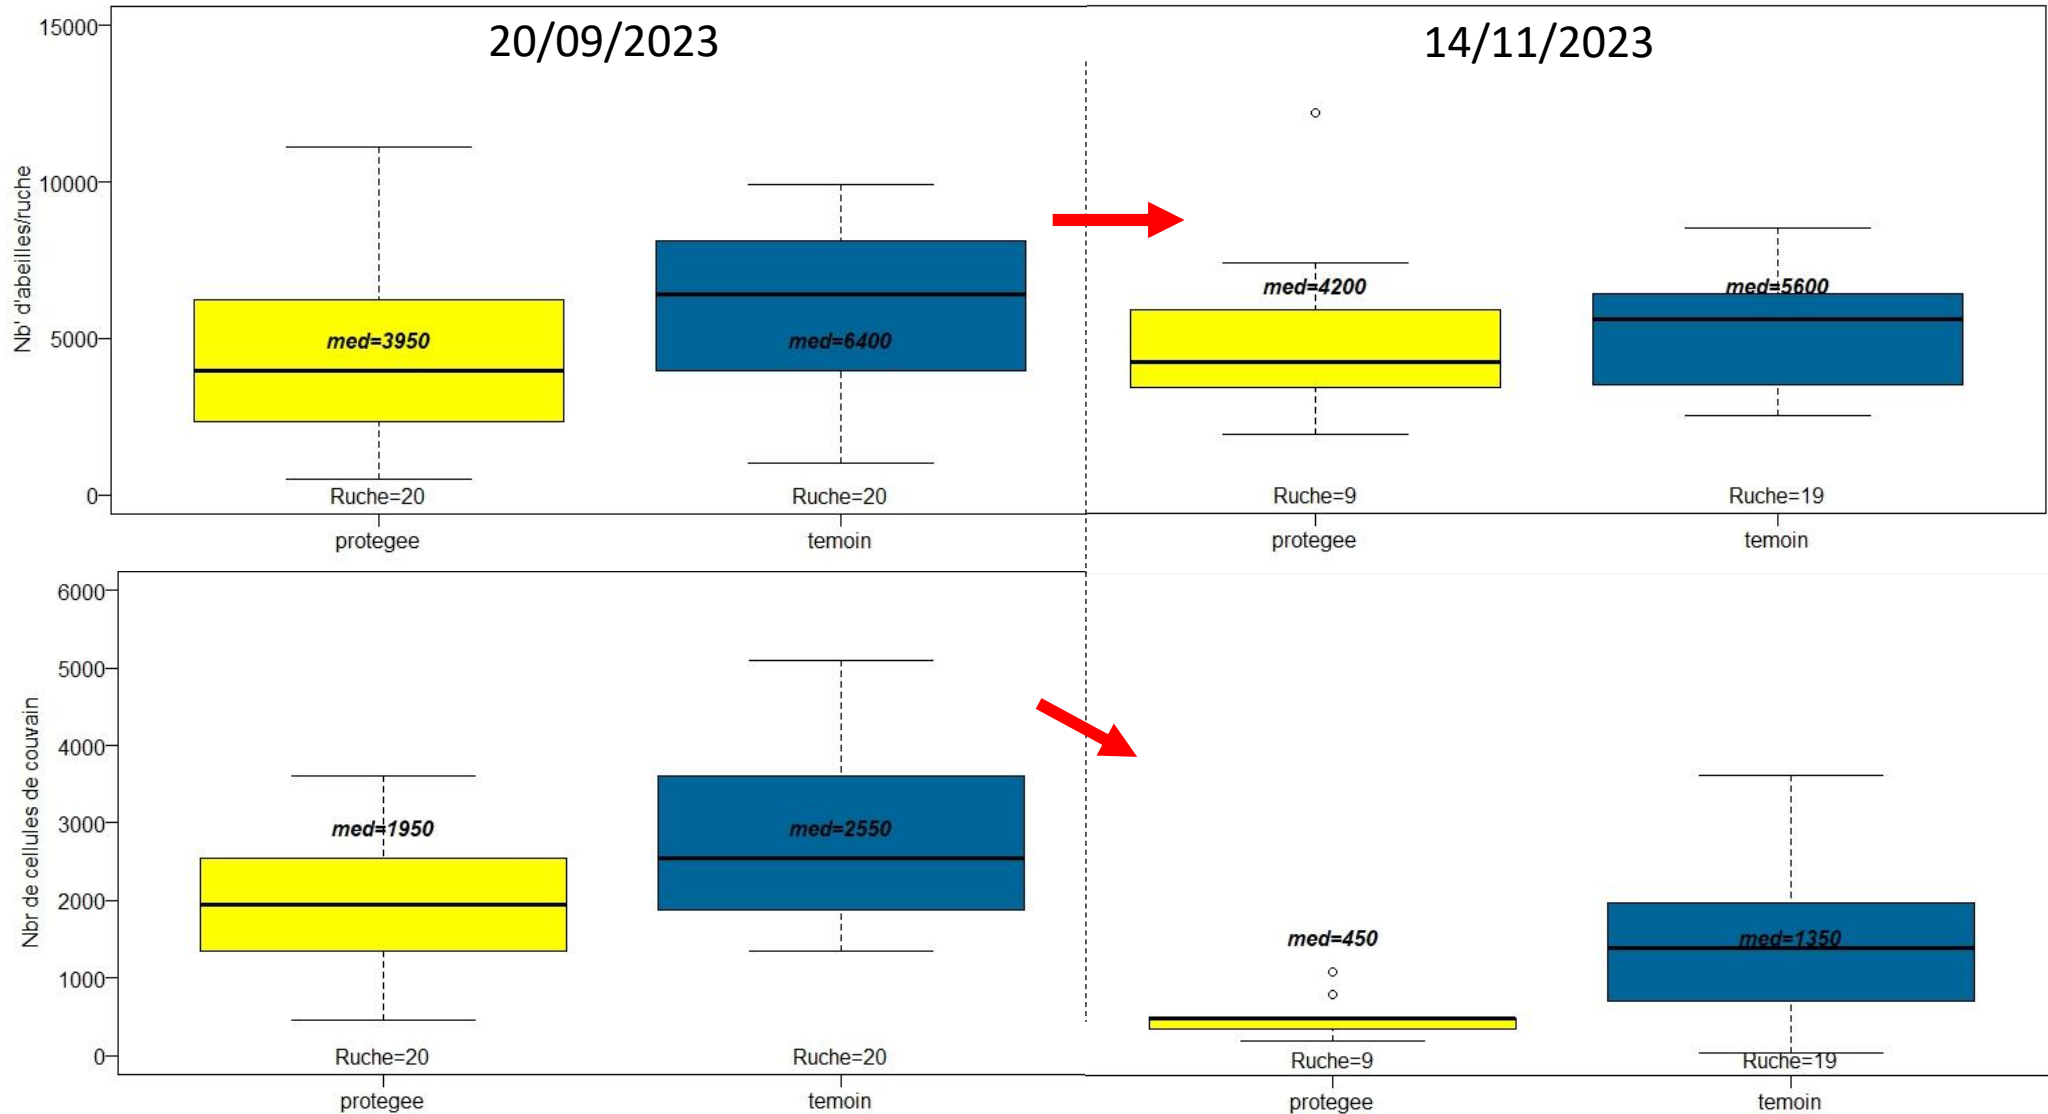 20/09/2023
14/11/2023
Nb' d'abeilles/ruche
15000
10000
5000
0
med=3950
med=6400
med=4200
med=5600
Ruche=20
Ruche=20
Ruche=9
Ruche=19
protegee
temoin
protegee
temoin
Nbr de cellules de couvain
6000
5000
4000
3000
2000
1000
0
med=1950
med=2550
med=450
med=1350
Ruche=20
Ruche=20
Ruche=9
Ruche=19
protegee
temoin
protegee
temoin